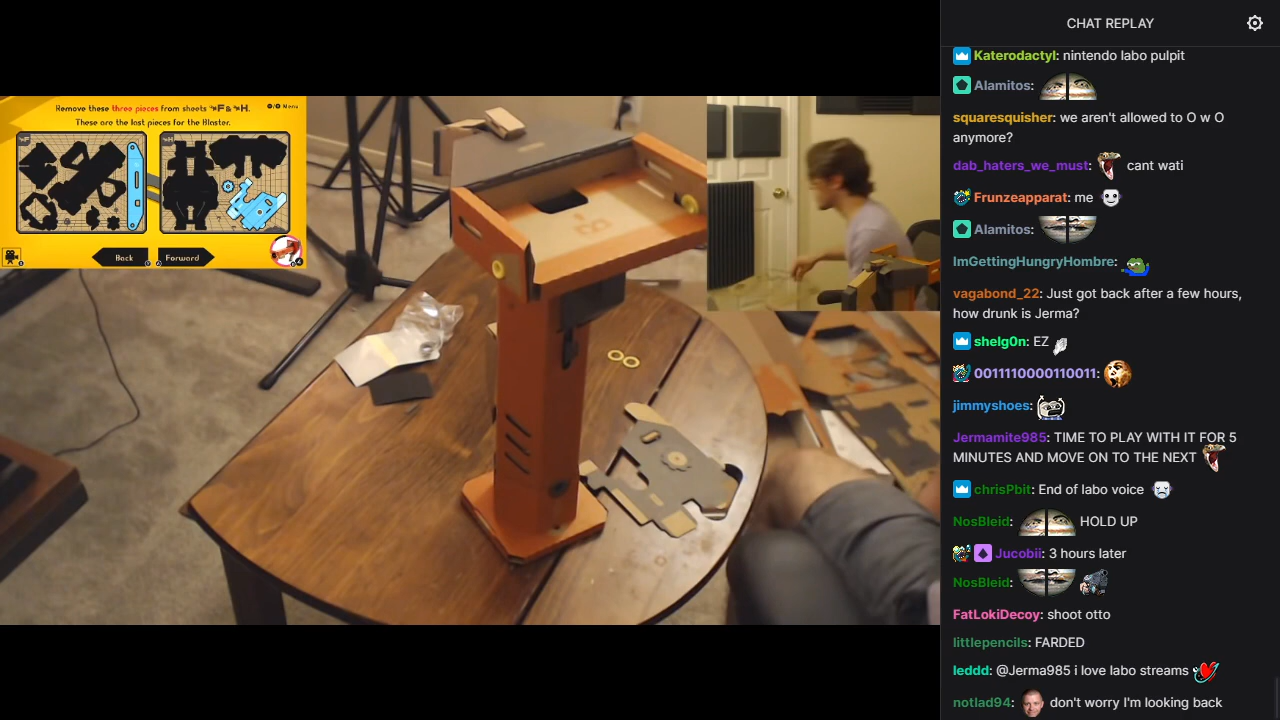 Remove these three pieces from sheets F & H.
Menu
These are the last pieces for the Blaster.
Back
Forward
CHAT REPLAY
Katerodactyl: nintendo labo pulpit
Alamitos:
squaresquisher: we aren't allowed to O w O
anymore?
dab_haters_we_must: cant wati
Frunzeapparat: me
Alamitos:
ImGettingHungryHombre:
vagabond_22: Just got back after a few hours,
how drunk is Jerma?
shelg0n: EZ
0011110000110011:
jimmyshoes:
Jermamite985: TIME TO PLAY WITH IT FOR 5
MINUTES AND MOVE ON TO THE NEXT
chrisPbit: End of labo voice
NosBleid: HOLD UP
Jucobii: 3 hours later
NosBleid:
FatLokiDecoy: shoot otto
littlepencils: FARDED
leddd: @Jerma985 i love labo streams
notlad94: don't worry I'm looking back